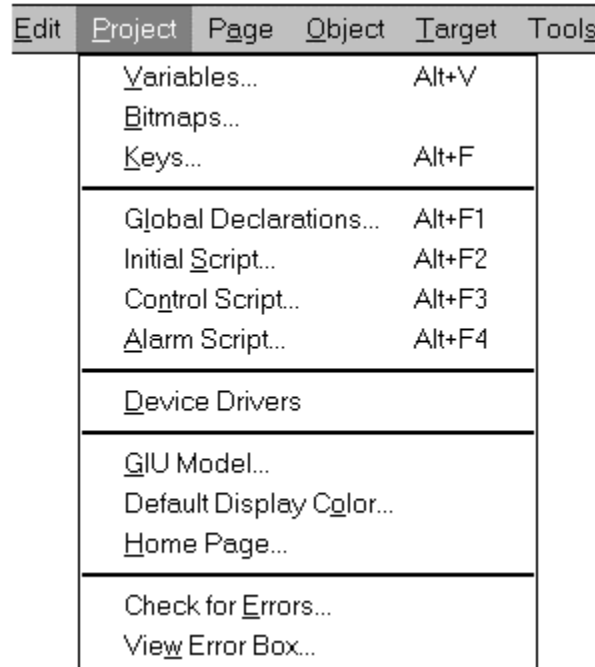 Edit Project Page Object Target Tools
Variables... Alt+V
Bitmaps...
Keys... Alt+F
Global Declarations... Alt+F1
Initial Script... Alt+F2
Control Script... Alt+F3
Alarm Script... Alt+F4
Device Drivers
GIU Model...
Default Display Color...
Home Page...
Check for Errors...
View Error Box...